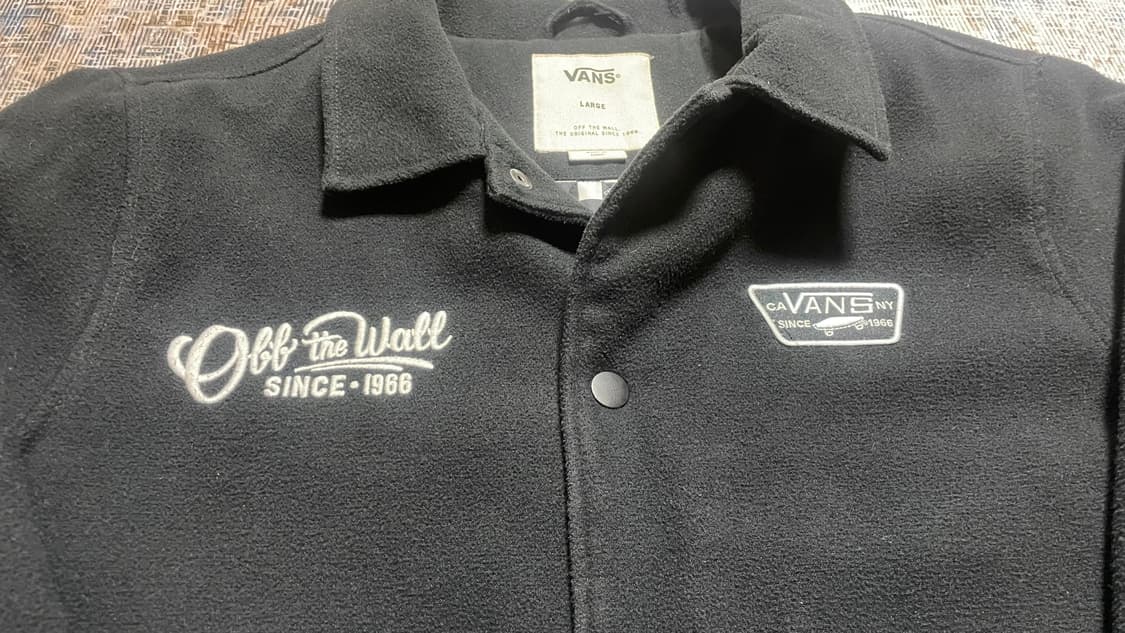 VANS
LARGE
OFF THE WALL
THE ORIGINAL SINCE 1966
Off the Wall
SINCE • 1966
CA VANS NY
SINCE 1966